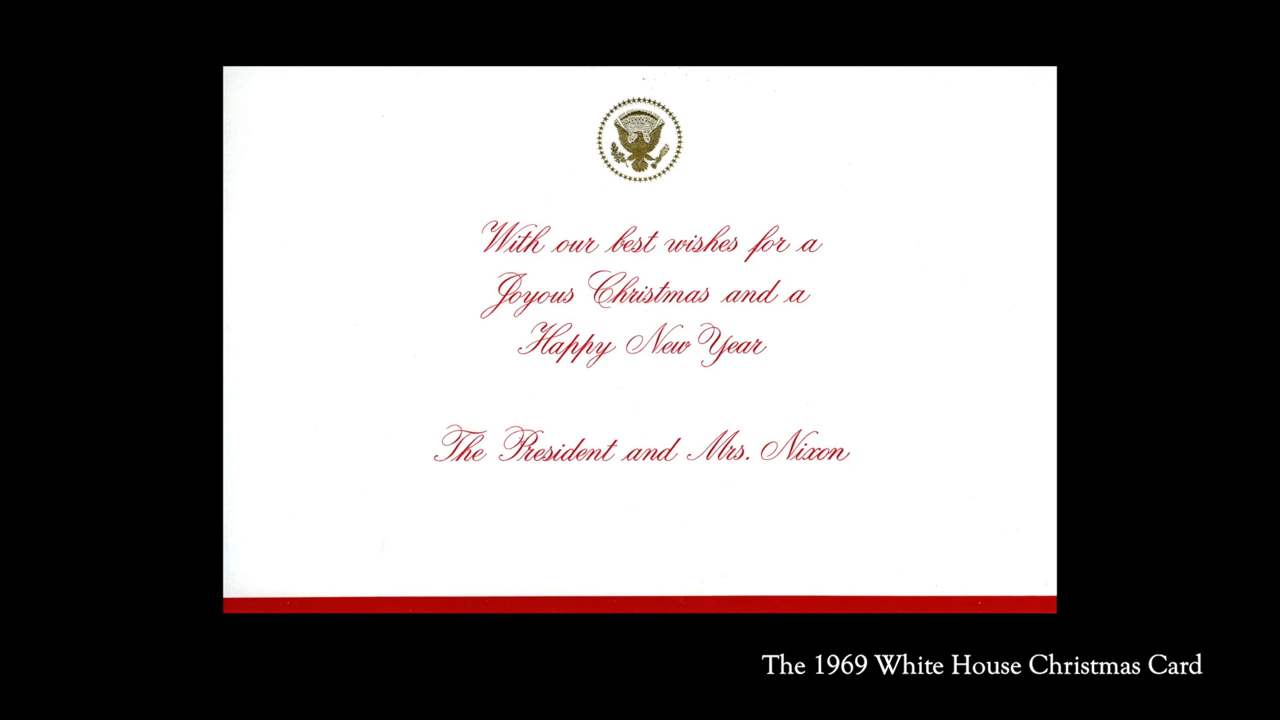 With our best wishes for a
Joyous Christmas and a
Happy New Year
The President and Mrs. Nixon
The 1969 White House Christmas Card